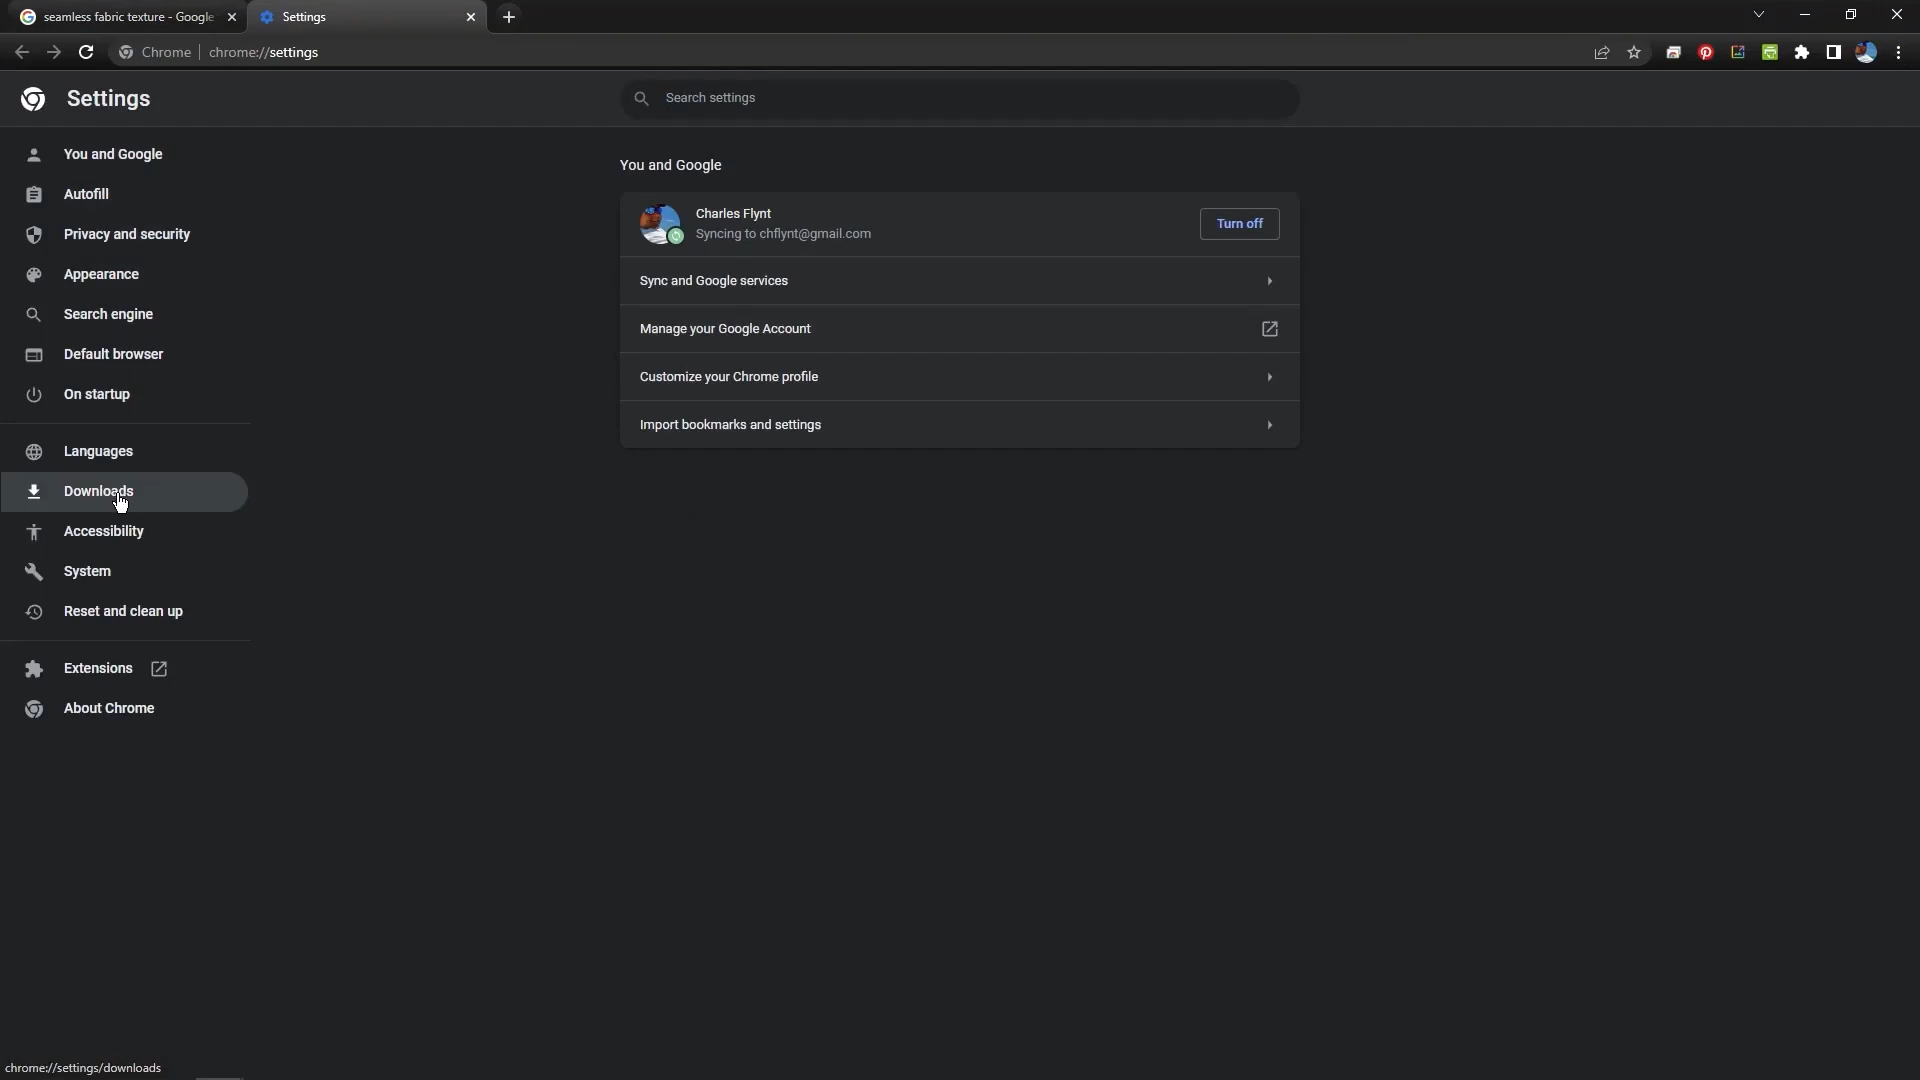 seamless fabric texture - Google
Settings
Chrome
chrome://settings
Settings
Search settings
You and Google
Autofill
Privacy and security
Appearance
Search engine
Default browser
On startup
Languages
Downloads
Accessibility
System
Reset and clean up
Extensions
About Chrome
You and Google
Charles Flynt
Syncing to chflynt@gmail.com
Turn off
Sync and Google services
Manage your Google Account
Customize your Chrome profile
Import bookmarks and settings
chrome://settings/downloads